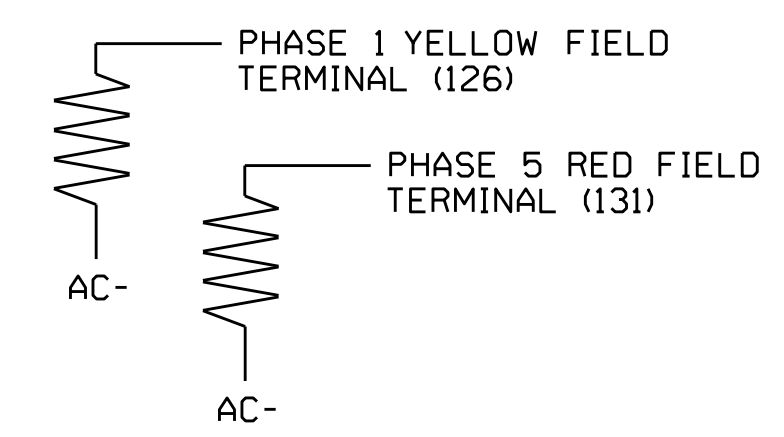 PHASE 1 YELLOW FIELD
TERMINAL (126)
PHASE 5 RED FIELD
TERMINAL (131)
AC-
AC-